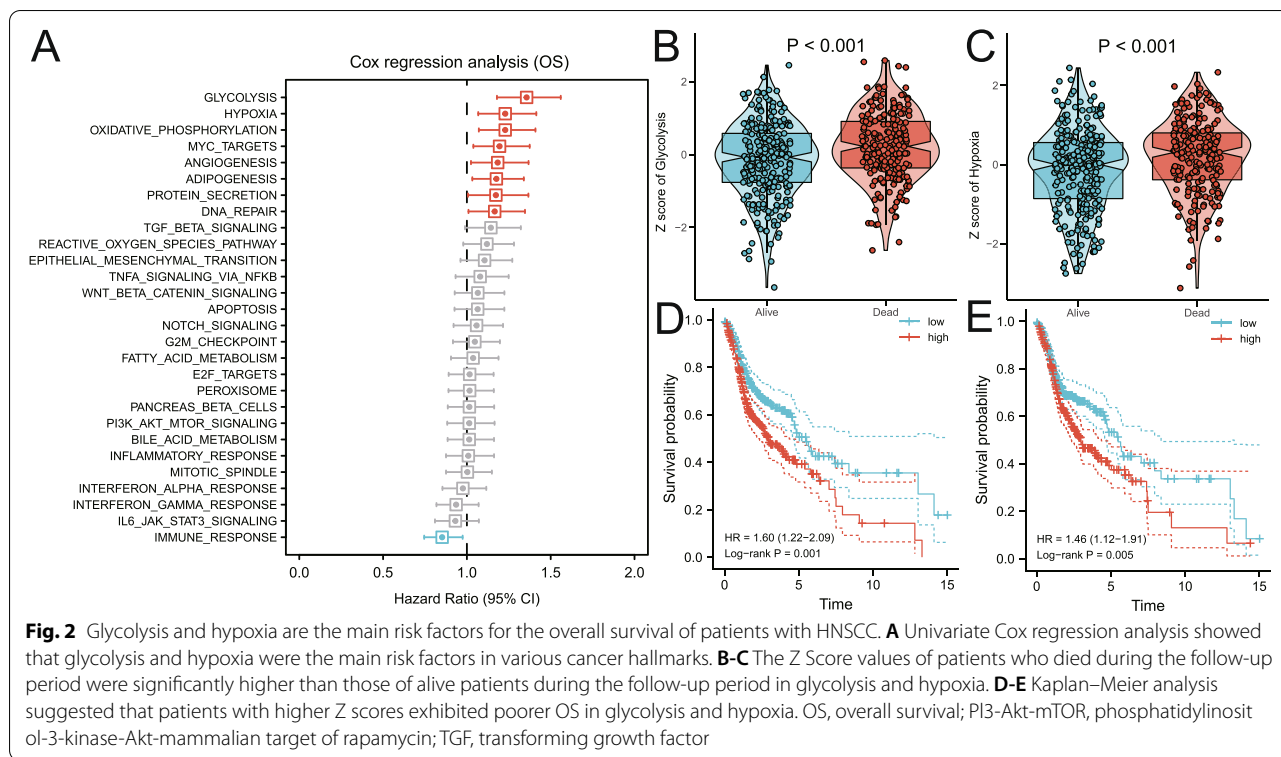 A
Cox regression analysis (OS)
GLYCOLYSIS
HYPOXIA
OXIDATIVE_PHOSPHORYLATION
MYC_TARGETS
ANGIOGENESIS
ADIPOGENESIS
PROTEIN_SECRETION
DNA_REPAIR
TGF_BETA_SIGNALING
REACTIVE_OXYGEN_SPECIES_PATHWAY
EPITHELIAL_MESENCHYMAL_TRANSITION
TNFA_SIGNALING_VIA_NFKB
WNT_BETA_CATENIN_SIGNALING
APOPTOSIS
NOTCH_SIGNALING
G2M_CHECKPOINT
FATTY_ACID_METABOLISM
E2F_TARGETS
PEROXISOME
PANCREAS_BETA_CELLS
PI3K_AKT_MTOR_SIGNALING
BILE_ACID_METABOLISM
INFLAMMATORY_RESPONSE
MITOTIC_SPINDLE
INTERFERON_ALPHA_RESPONSE
INTERFERON_GAMMA_RESPONSE
IL6_JAK_STAT3_SIGNALING
IMMUNE_RESPONSE
0.0 0.5 1.0 1.5 2.0
Hazard Ratio (95% CI)
B
P < 0.001
Z score of Glycolysis
2
0
−2
Alive Dead
C
P < 0.001
Z score of Hypoxia
2
0
−2
Alive Dead
D
low
high
Survival probability
1.0
0.8
0.6
0.4
0.2
0.0
HR = 1.60 (1.22−2.09)
Log−rank P = 0.001
0 5 10 15
Time
E
low
high
Survival probability
1.0
0.8
0.6
0.4
0.2
0.0
HR = 1.46 (1.12−1.91)
Log−rank P = 0.005
0 5 10 15
Time
Fig. 2 Glycolysis and hypoxia are the main risk factors for the overall survival of patients with HNSCC. A Univariate Cox regression analysis showed
that glycolysis and hypoxia were the main risk factors in various cancer hallmarks. B-C The Z Score values of patients who died during the follow-up
period were significantly higher than those of alive patients during the follow-up period in glycolysis and hypoxia. D-E Kaplan–Meier analysis
suggested that patients with higher Z scores exhibited poorer OS in glycolysis and hypoxia. OS, overall survival; PI3-Akt-mTOR, phosphatidylinosit
ol-3-kinase-Akt-mammalian target of rapamycin; TGF, transforming growth factor